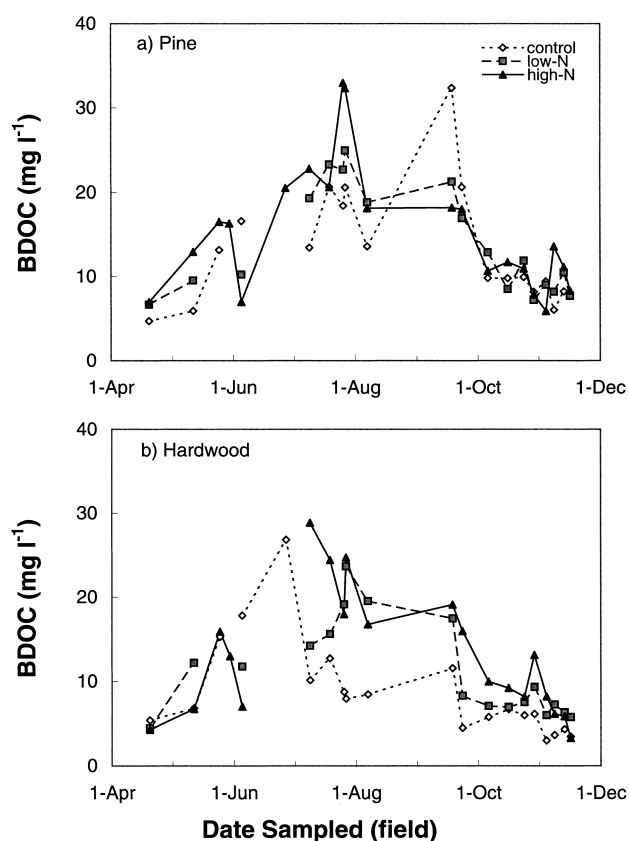 a) Pine
control
low-N
high-N
40
30
20
10
0
BDOC (mg l⁻¹)
1-Apr 1-Jun 1-Aug 1-Oct 1-Dec
b) Hardwood
40
30
20
10
0
BDOC (mg l⁻¹)
1-Apr 1-Jun 1-Aug 1-Oct 1-Dec
Date Sampled (field)